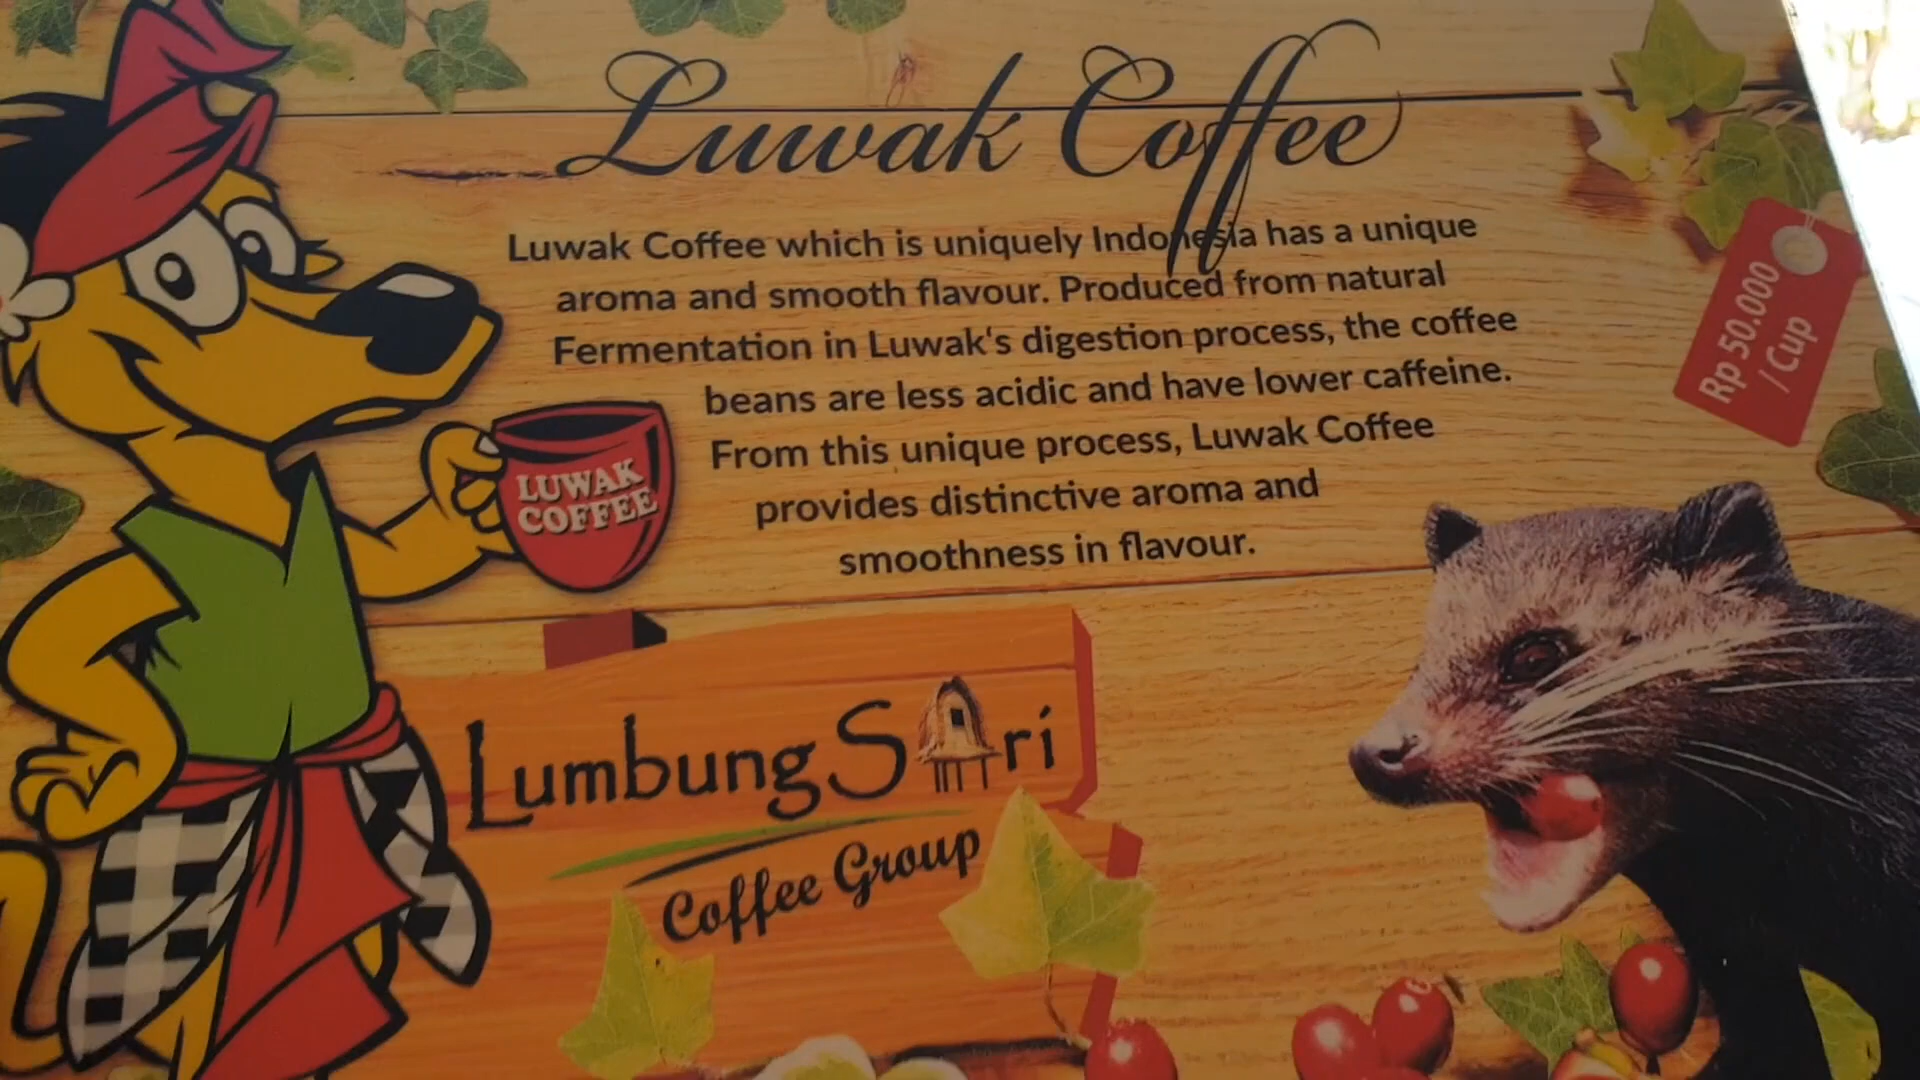 Luwak Coffee
Luwak Coffee which is uniquely Indonesia has a unique
aroma and smooth flavour. Produced from natural
Fermentation in Luwak's digestion process, the coffee
beans are less acidic and have lower caffeine.
From this unique process, Luwak Coffee
provides distinctive aroma and
smoothness in flavour.
Rp 50.000
/ Cup
LUWAK
COFFEE
Lumbung Sari
Coffee Group